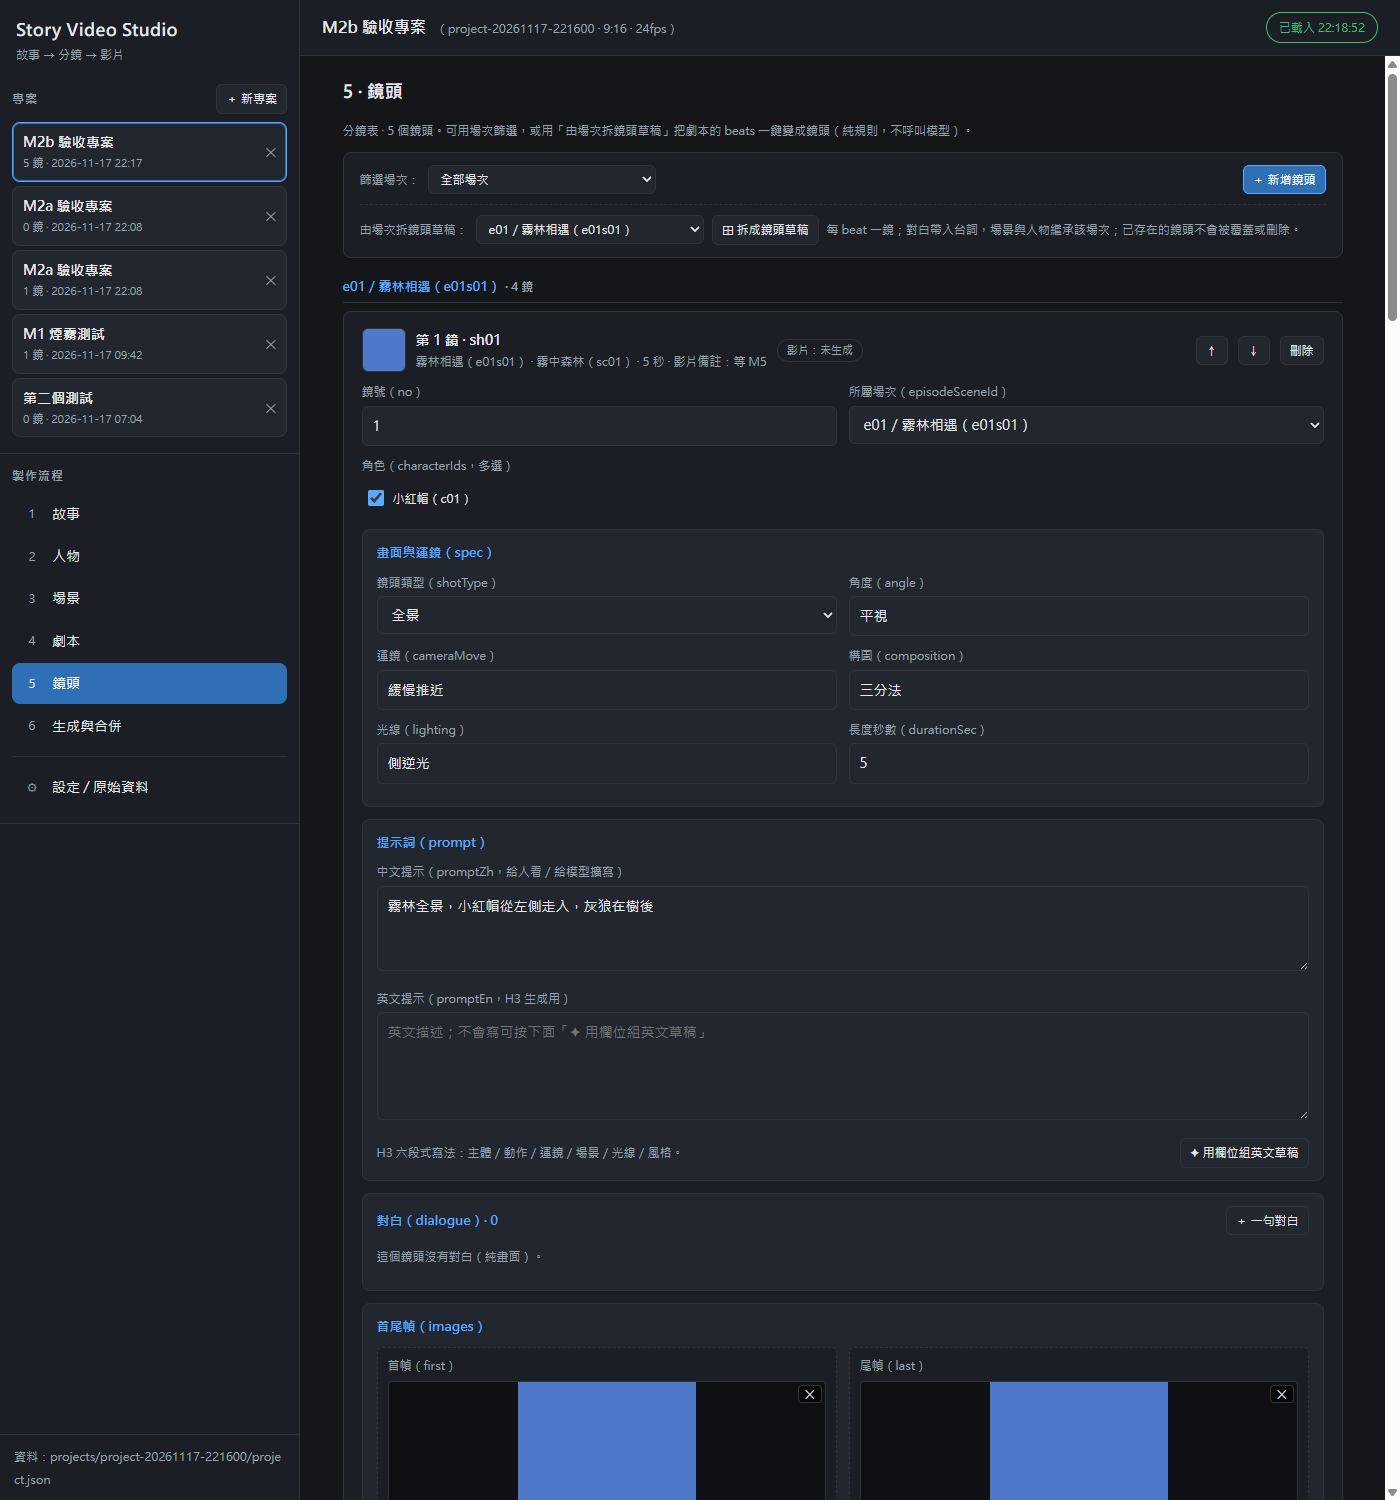 Story Video Studio
故事 → 分鏡 → 影片
專案
+ 新專案
M2b 驗收專案
5 鏡 · 2026-11-17 22:17
M2a 驗收專案
0 鏡 · 2026-11-17 22:08
M2a 驗收專案
1 鏡 · 2026-11-17 22:08
M1 煙霧測試
1 鏡 · 2026-11-17 09:42
第二個測試
0 鏡 · 2026-11-17 07:04
製作流程
1 故事
2 人物
3 場景
4 劇本
5 鏡頭
6 生成與合併
設定 / 原始資料
資料：projects/project-20261117-221600/proje
ct.json
M2b 驗收專案 （project-20261117-221600 · 9:16 · 24fps）
已載入 22:18:52
5 · 鏡頭
分鏡表 · 5 個鏡頭。可用場次篩選，或用「由場次拆鏡頭草稿」把劇本的 beats 一鍵變成鏡頭（純規則，不呼叫模型）。
篩選場次： 全部場次 + 新增鏡頭
由場次拆鏡頭草稿： e01 / 霧林相遇（e01s01） 拆成鏡頭草稿 每 beat 一鏡；對白帶入台詞，場景與人物繼承該場次；已存在的鏡頭不會被覆蓋或刪除。
e01 / 霧林相遇（e01s01） · 4 鏡
第 1 鏡 · sh01
霧林相遇（e01s01） · 霧中森林（sc01） · 5 秒 · 影片備註：等 M5
影片：未生成
↑ ↓ 刪除
鏡號（no） 所屬場次（episodeSceneId）
1 e01 / 霧林相遇（e01s01）
角色（characterIds，多選）
小紅帽（c01）
畫面與運鏡（spec）
鏡頭類型（shotType） 角度（angle）
全景 平視
運鏡（cameraMove） 構圖（composition）
緩慢推近 三分法
光線（lighting） 長度秒數（durationSec）
側逆光 5
提示詞（prompt）
中文提示（promptZh，給人看 / 給模型擴寫）
霧林全景，小紅帽從左側走入，灰狼在樹後
英文提示（promptEn，H3 生成用）
英文描述；不會寫可按下面「✦ 用欄位組英文草稿」
H3 六段式寫法：主體 / 動作 / 運鏡 / 場景 / 光線 / 風格。 ✦ 用欄位組英文草稿
對白（dialogue）· 0 + 一句對白
這個鏡頭沒有對白（純畫面）。
首尾幀（images）
首幀（first） 尾幀（last）